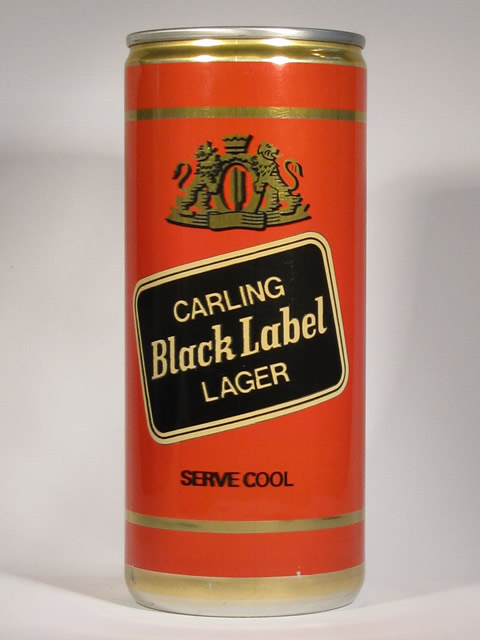 CARLING
Black Label
LAGER
SERVE COOL